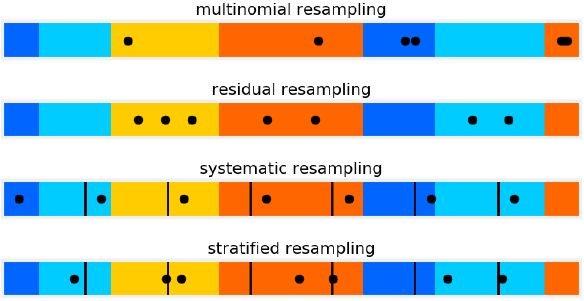 multinomial resampling
residual resampling
systematic resampling
stratified resampling